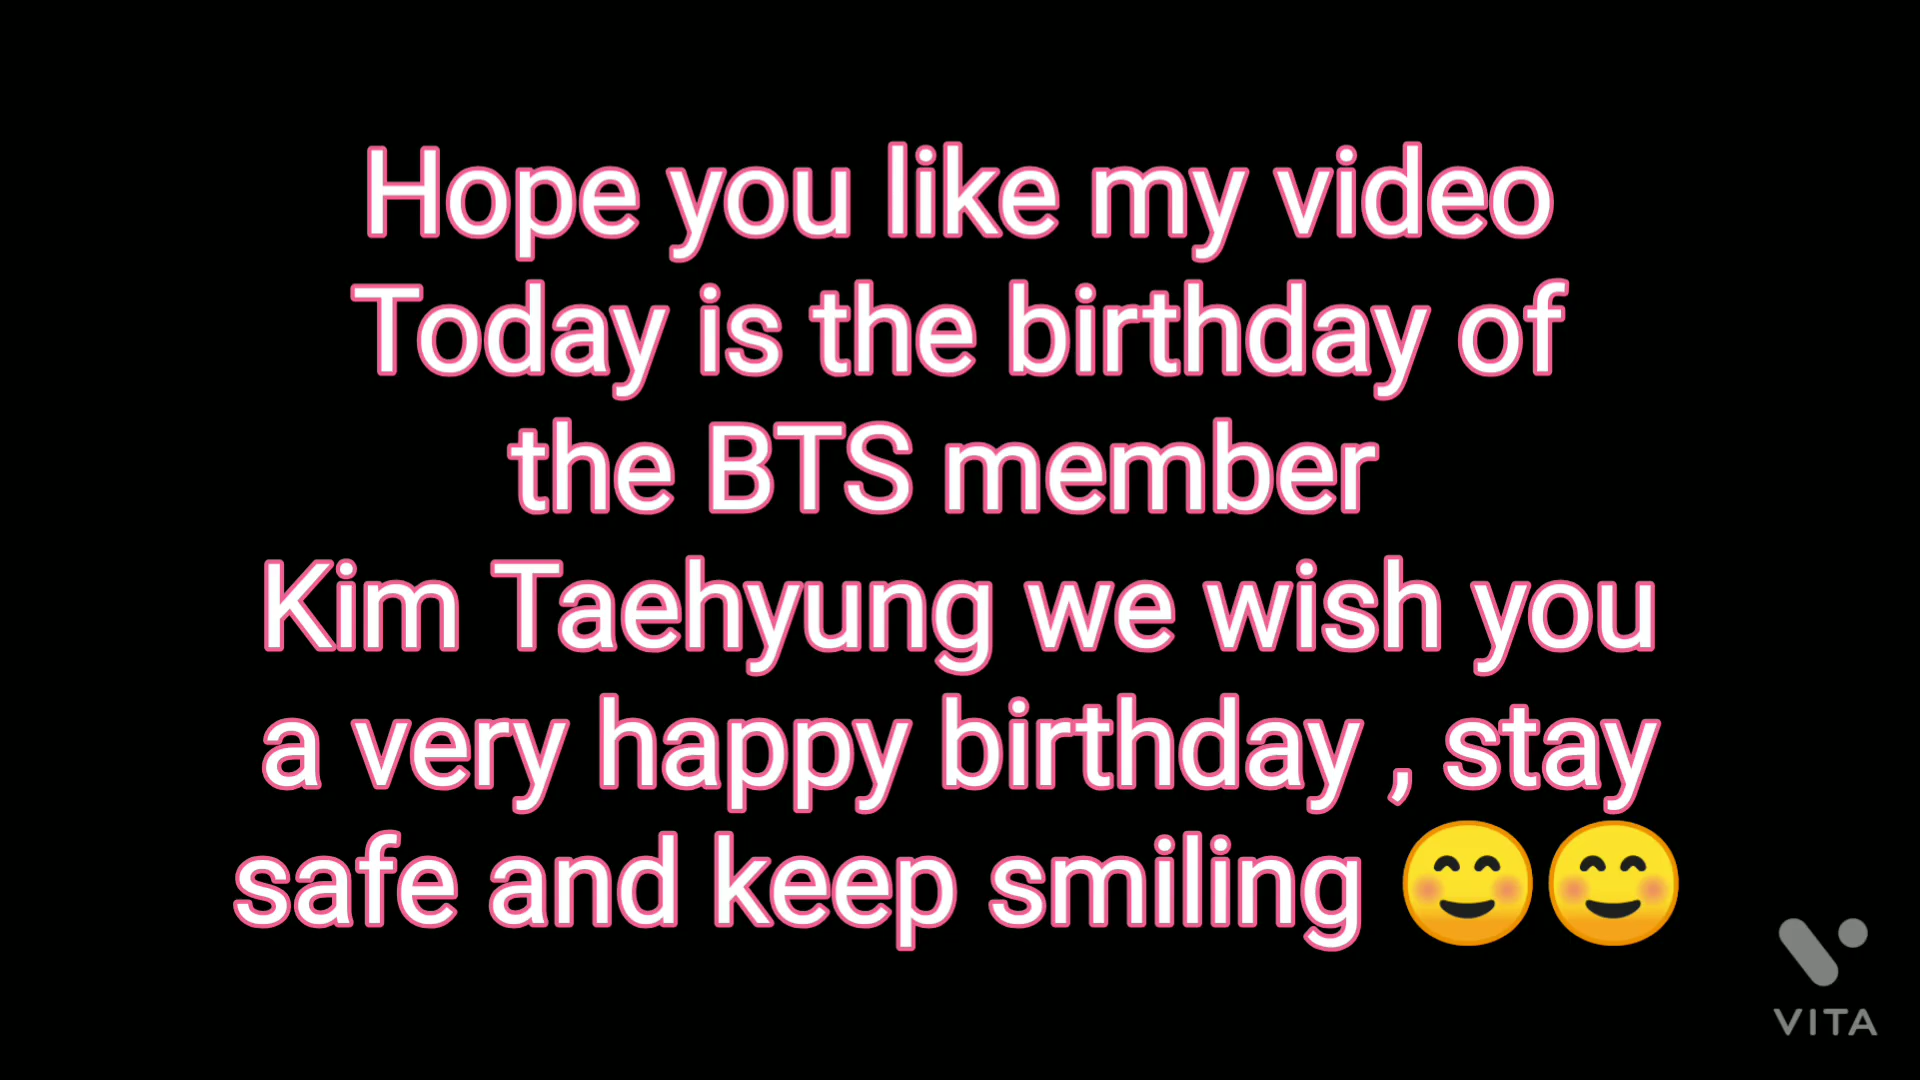 Hope you like my video
Today is the birthday of
the BTS member
Kim Taehyung we wish you
a very happy birthday , stay
safe and keep smiling 😊😊
VITA